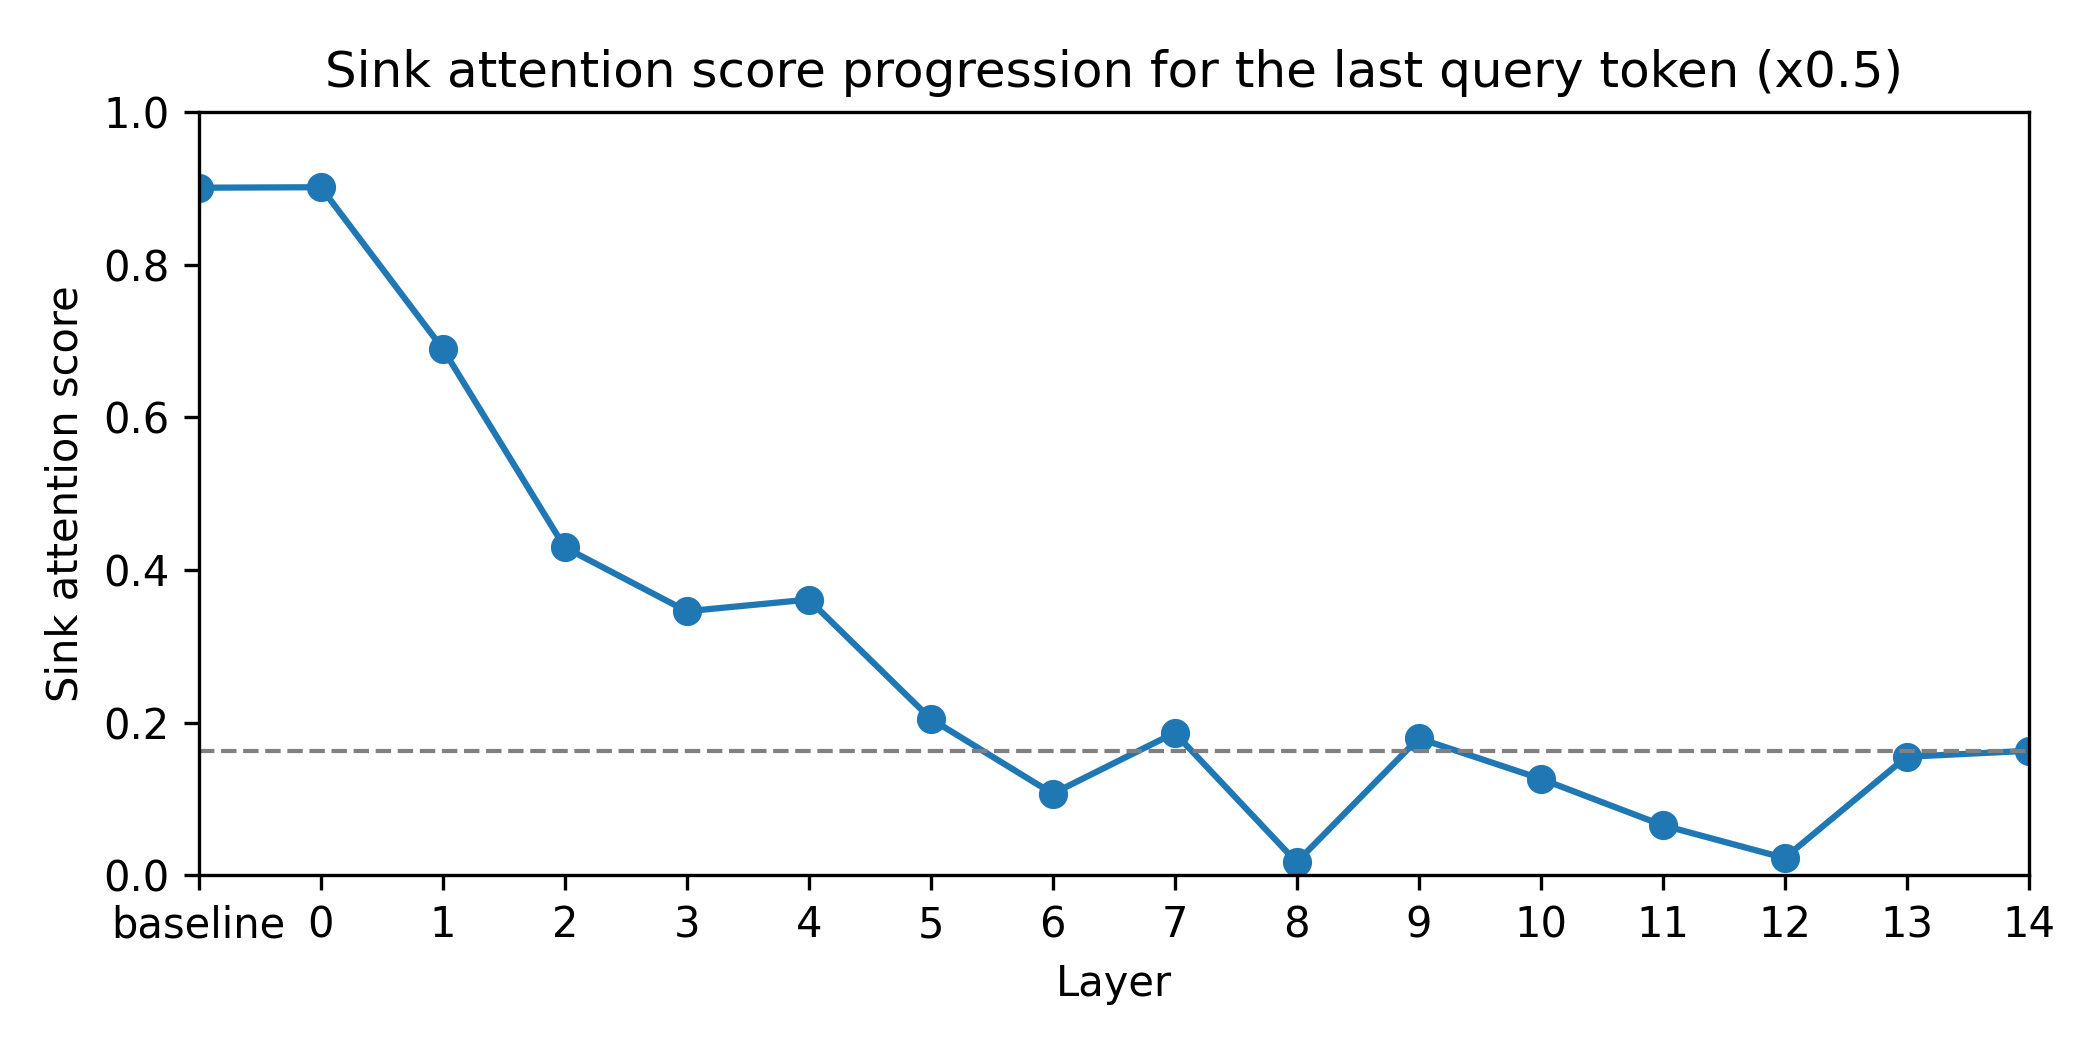 Sink attention score progression for the last query token (x0.5)
Sink attention score
1.0
0.8
0.6
0.4
0.2
0.0
baseline 0 1 2 3 4 5 6 7 8 9 10 11 12 13 14
Layer